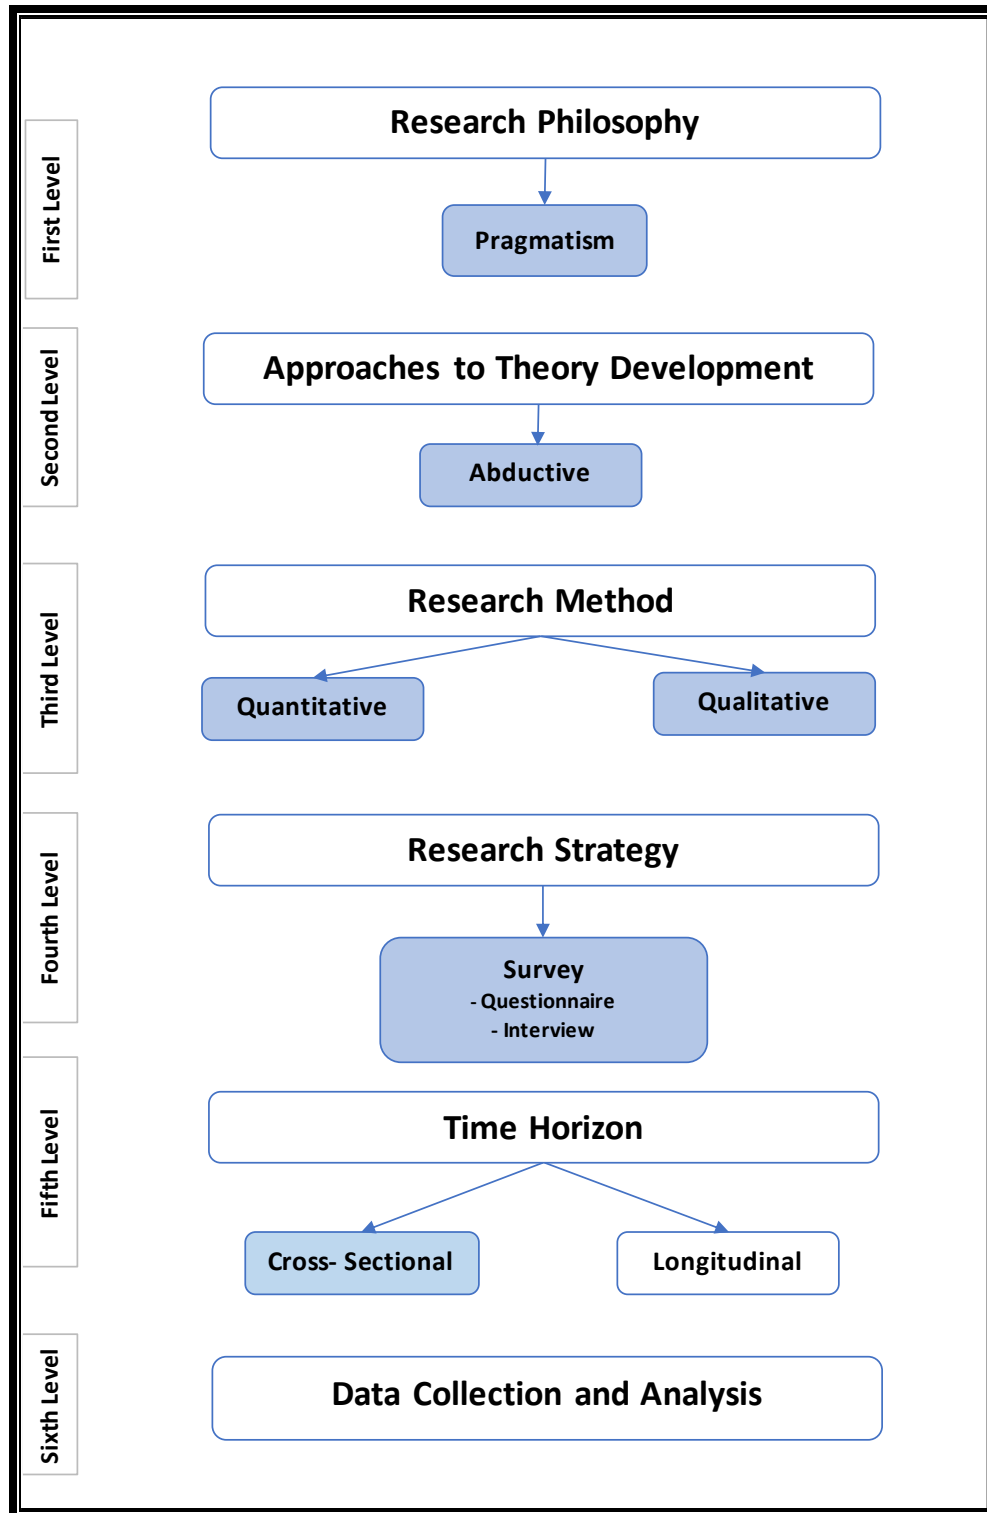 First Level
Research Philosophy
Pragmatism
Second Level
Approaches to Theory Development
Abductive
Third Level
Research Method
Quantitative
Qualitative
Fourth Level
Research Strategy
Survey
- Questionnaire
- Interview
Fifth Level
Time Horizon
Cross- Sectional
Longitudinal
Sixth Level
Data Collection and Analysis